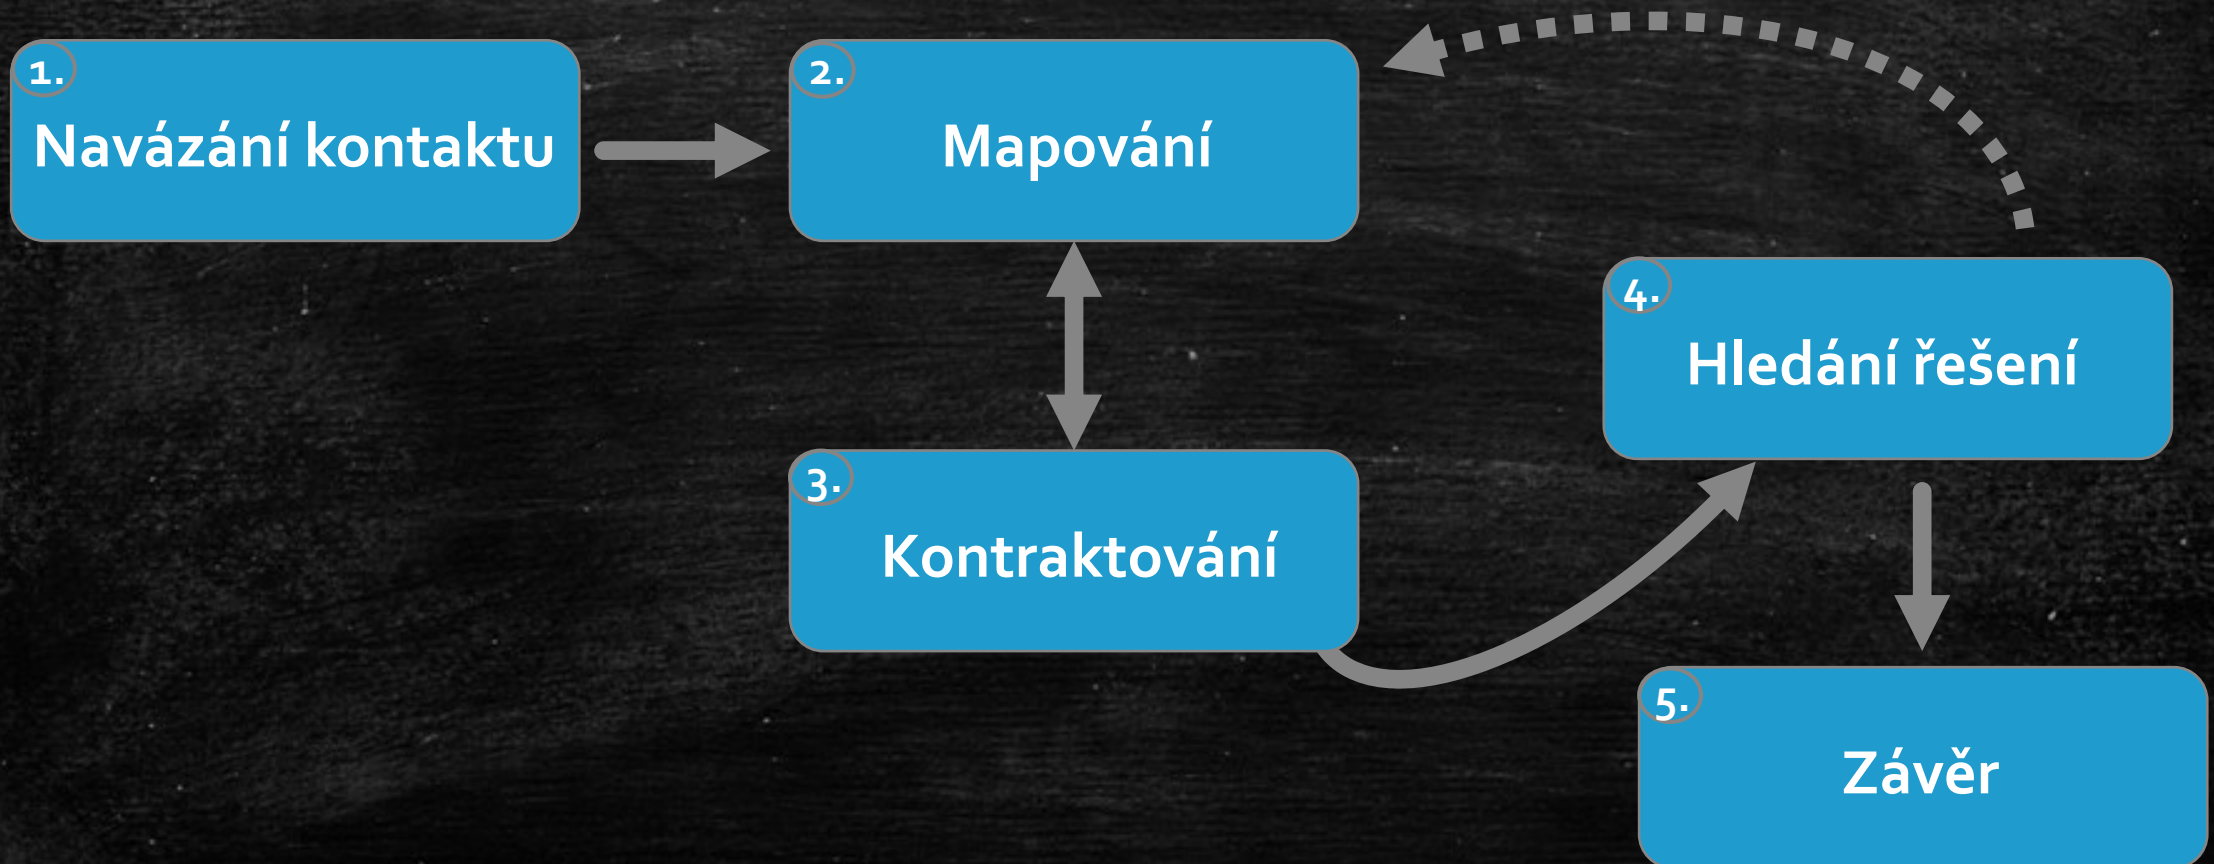 1.
Navázání kontaktu
2.
Mapování
3.
Kontraktování
4.
Hledání řešení
5.
Závěr